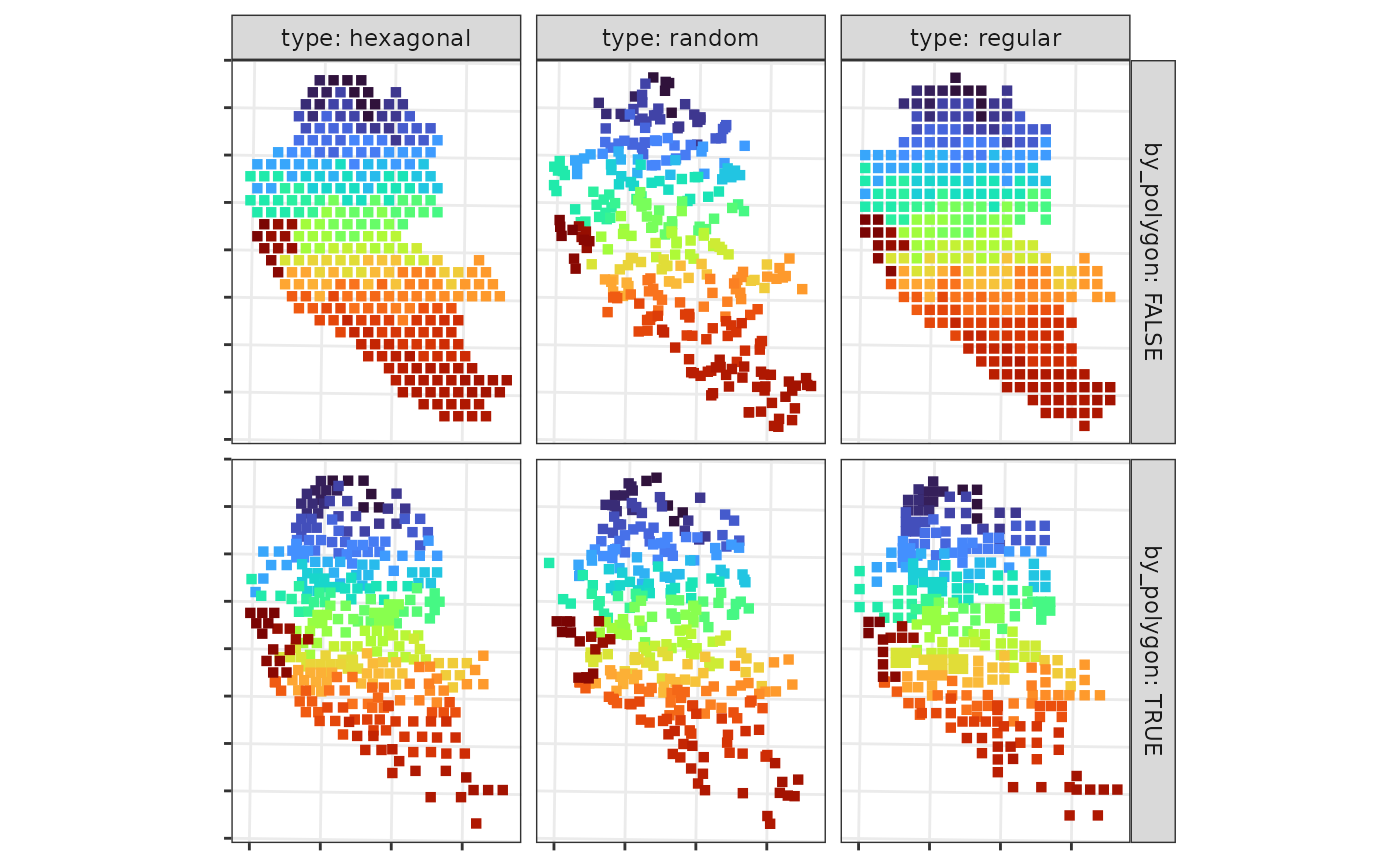 type: hexagonal
type: random
type: regular
by_polygon: FALSE
by_polygon: TRUE